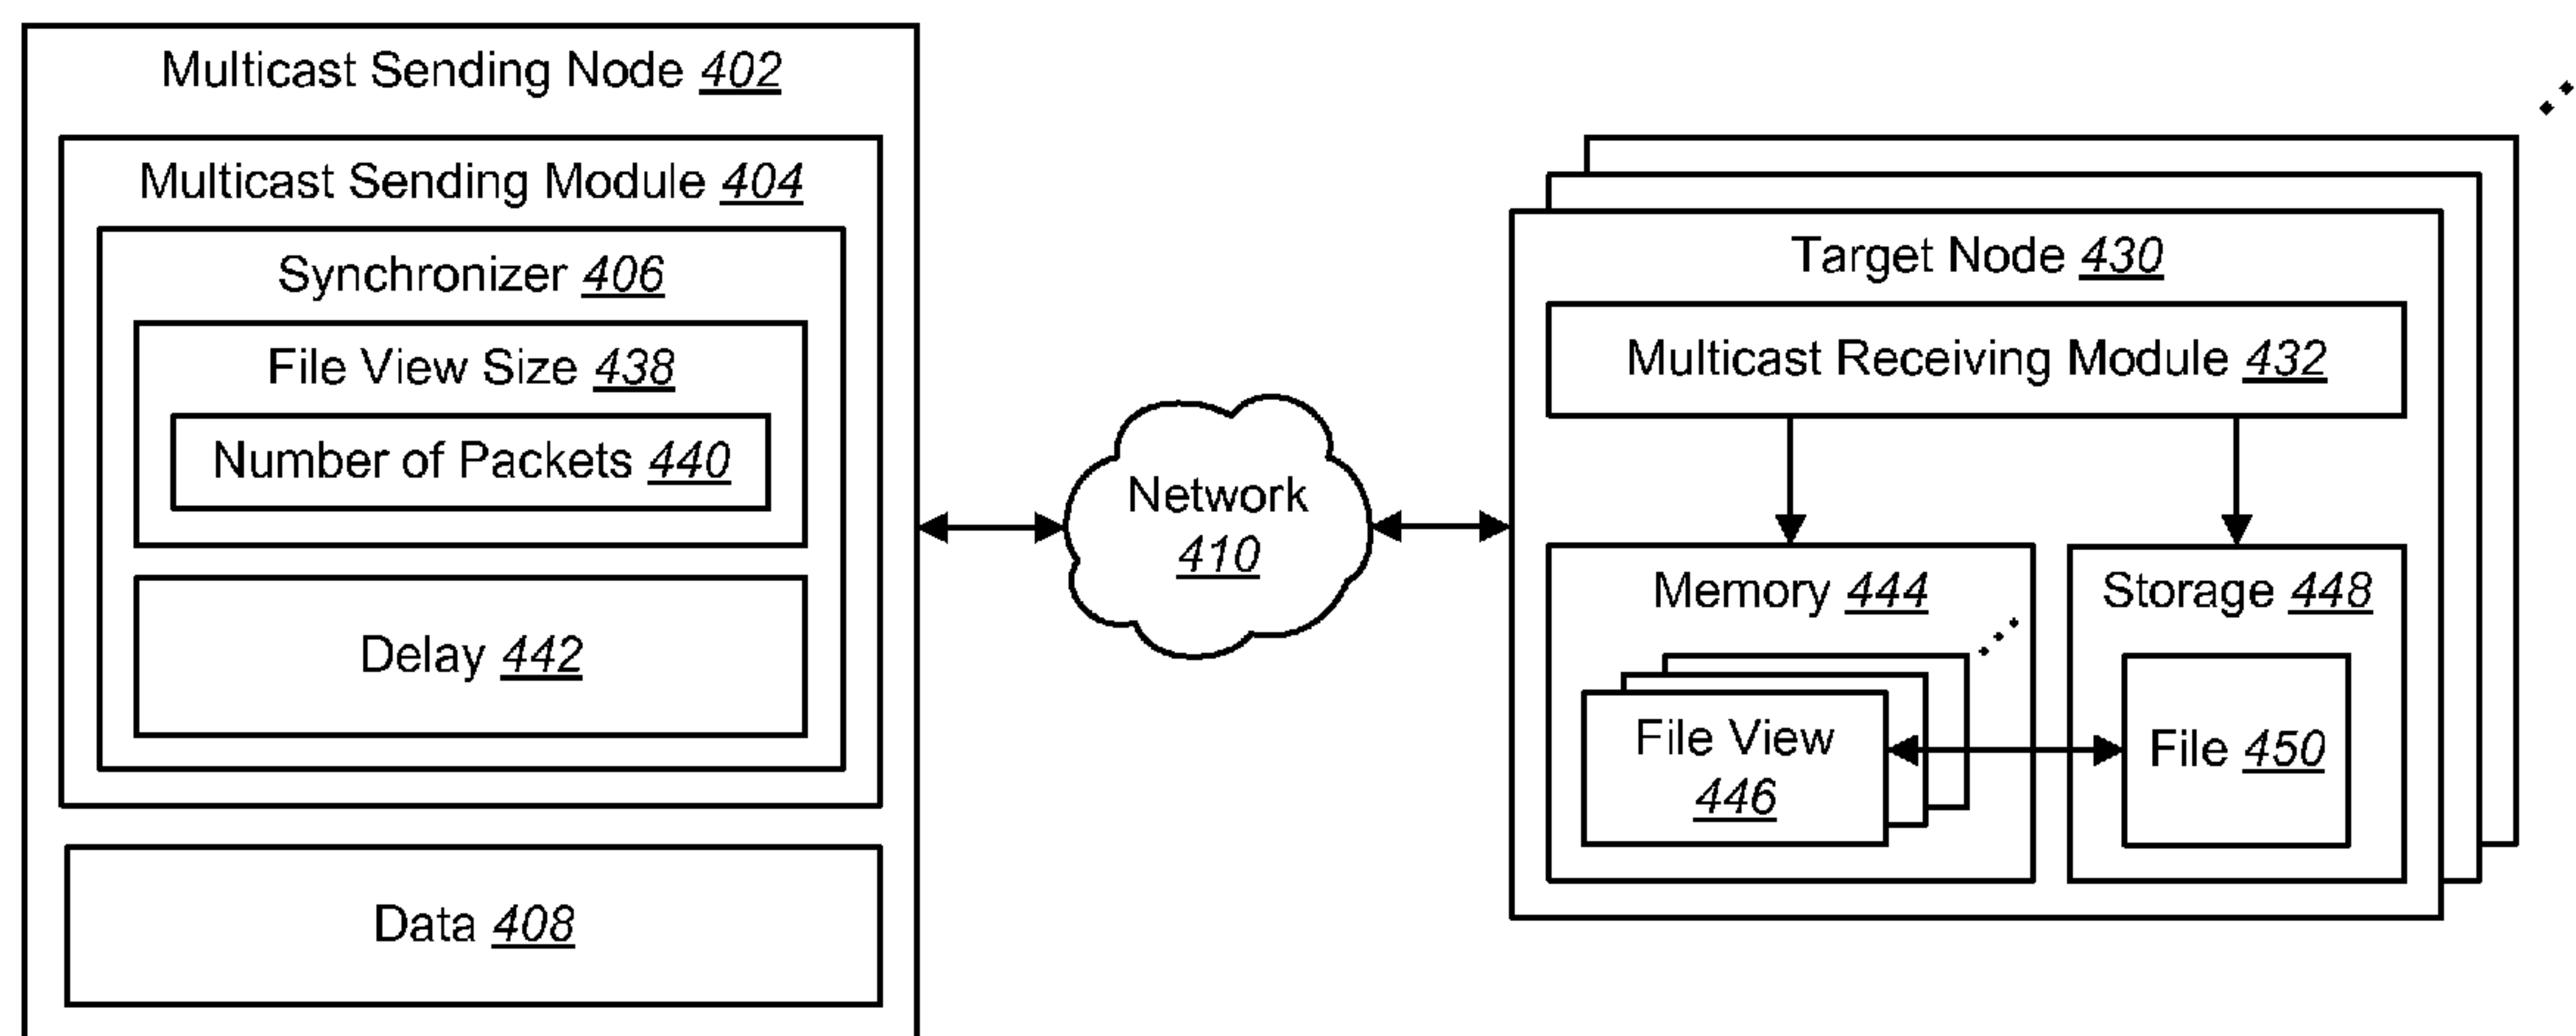 Multicast Sending Node 402
Multicast Sending Module 404
Synchronizer 406
File View Size 438
Number of Packets 440
Delay 442
Data 408
Network
410
Target Node 430
Multicast Receiving Module 432
Memory 444
File View
446
Storage 448
File 450